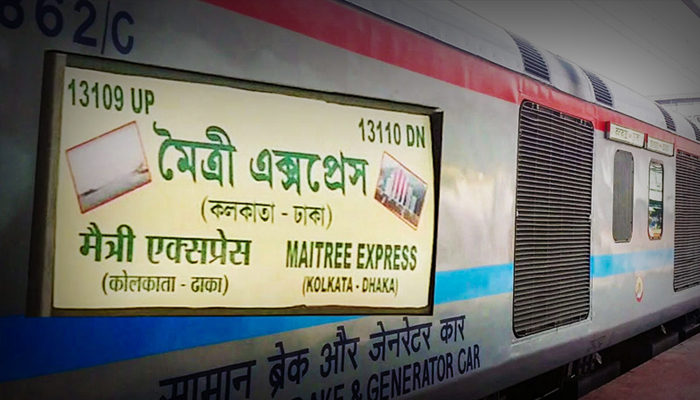 862/C
13109 UP
13110 DN
মৈত্রী এক্সপ্রেস
(কলকাতা - ঢাকা)
मैत्री एक्सप्रेस
MAITREE EXPRESS
(कोलकाता - ढाका)
(KOLKATA - DHAKA)
सामान ब्रेक और जेनरेटर कार
& GENERATOR CAR